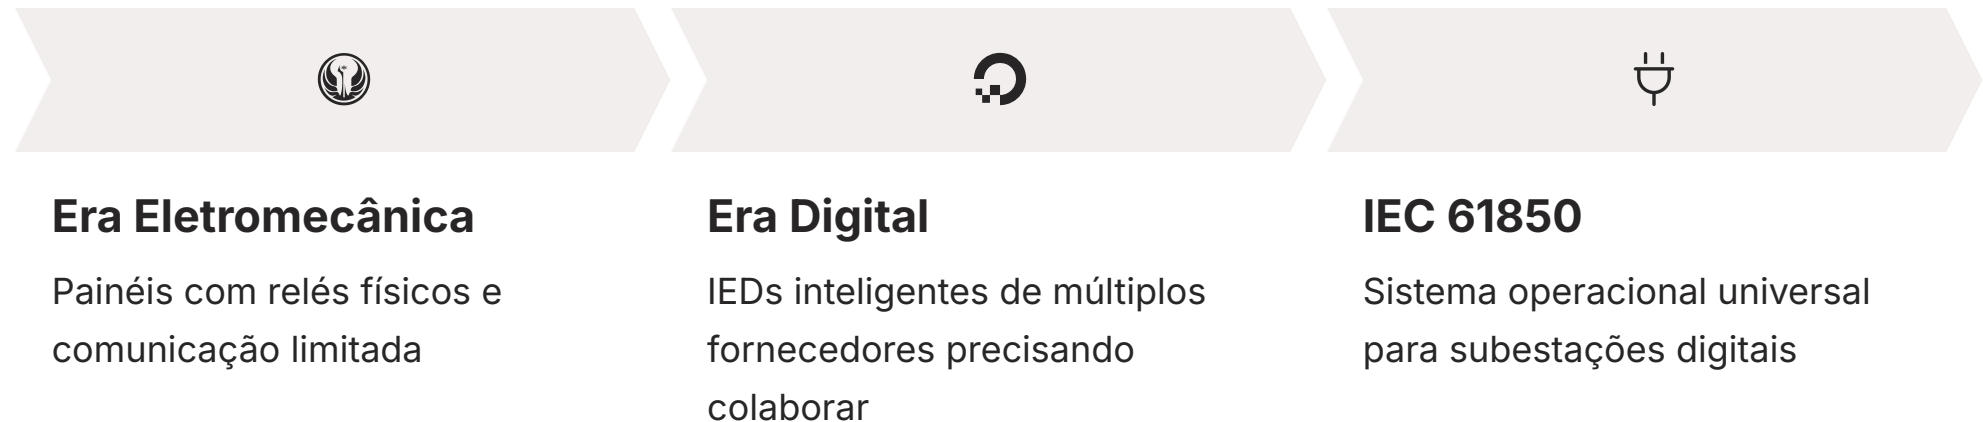 Era Eletromecânica
Painéis com relés físicos e
comunicação limitada
Era Digital
IEDs inteligentes de múltiplos
fornecedores precisando
colaborar
IEC 61850
Sistema operacional universal
para subestações digitais